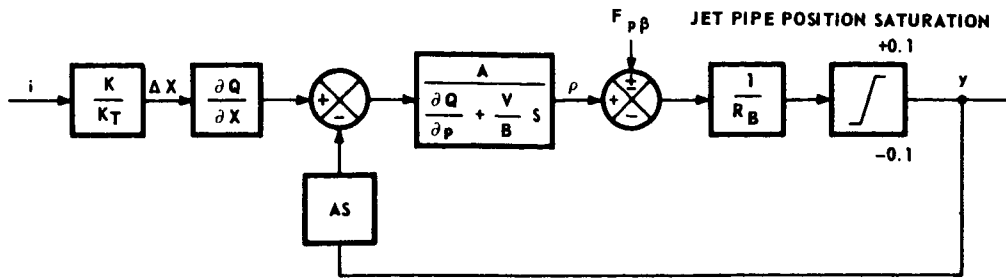 F pβ
JET PIPE POSITION SATURATION
+0.1
i
K
K T
ΔX
∂Q
∂X
+
−
A
∂Q
∂p
+
V
B
S
ρ
±
+
−
1
R B
y
−0.1
AS